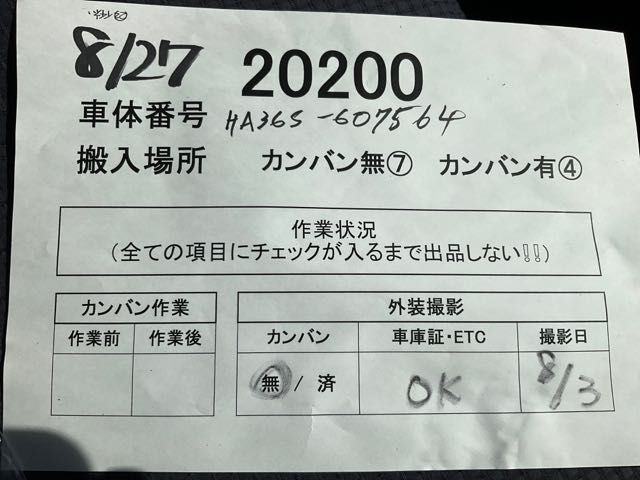 8/27 20200
車体番号 HA36S-607564
搬入場所 カンバン無⑦ カンバン有④
作業状況
(全ての項目にチェックが入るまで出品しない!!)
カンバン作業 外装撮影
作業前 作業後 カンバン 車庫証・ETC 撮影日
無 / 済 OK 8/3